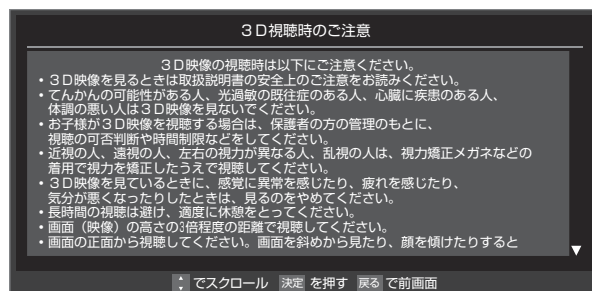 3D視聴時のご注意
3D映像の視聴時は以下にご注意ください。
・3D映像を見るときは取扱説明書の安全上のご注意をお読みください。
・てんかんの可能性がある人、光過敏の既往症のある人、心臓に疾患のある人、
体調の悪い人は3D映像を見ないでください。
・お子様が3D映像を視聴する場合は、保護者の方の管理のもとに、
視聴の可否判断や時間制限などをしてください。
・近視の人、遠視の人、左右の視力が異なる人、乱視の人は、視力矯正メガネなどの
着用で視力を矯正したうえで視聴してください。
・3D映像を見ているときに、感覚に異常を感じたり、疲れを感じたり、
気分が悪くなったりしたときは、見るのをやめてください。
・長時間の視聴は避け、適度に休憩をとってください。
・画面（映像）の高さの3倍程度の距離で視聴してください。
・画面の正面から視聴してください。画面を斜めから見たり、顔を傾けたりすると
でスクロール 決定 を押す 戻る で前画面